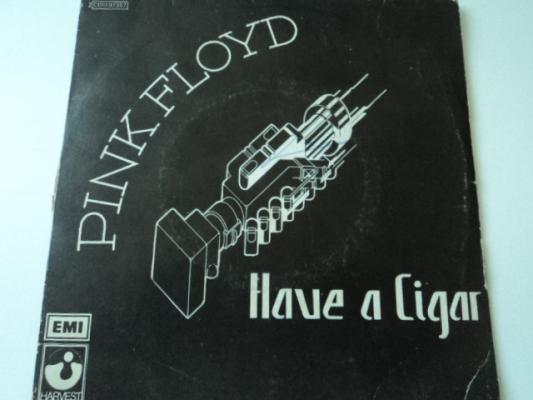 PINK FLOYD
Have a Cigar
EMI
HARVEST